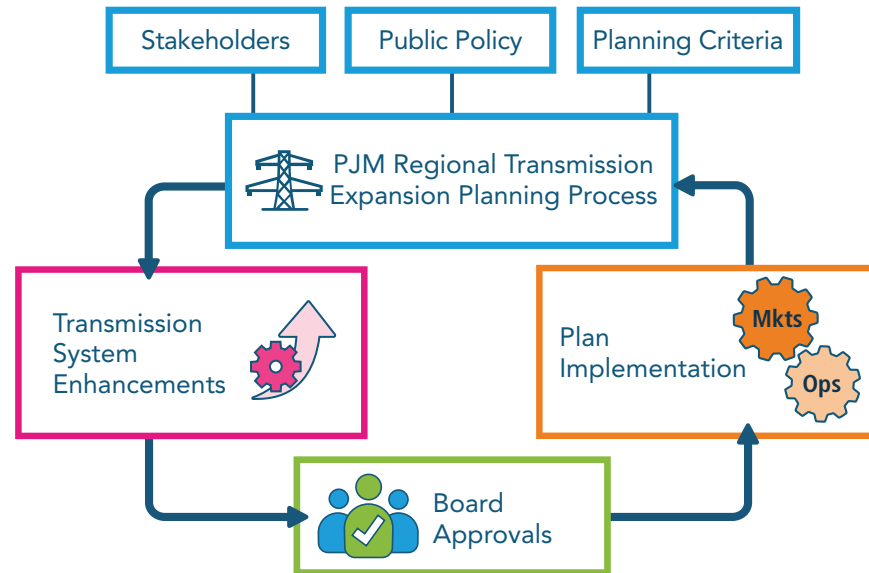 Stakeholders
Public Policy
Planning Criteria
PJM Regional Transmission
Expansion Planning Process
Transmission
System
Enhancements
Plan
Implementation
Mkts
Ops
Board
Approvals